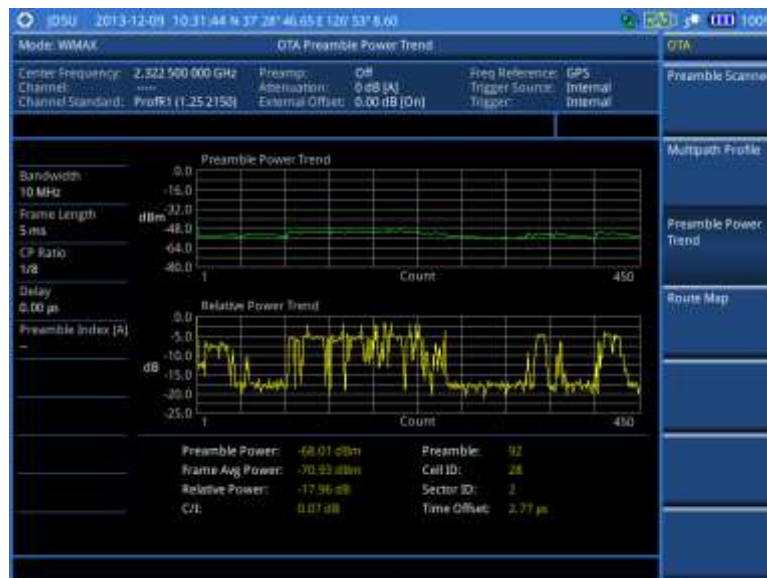 JDSU 2013-12-09 10:31:44 N 37 28' 46.65 E 126' 53" 8.60 100%
Mode: WIMAX OTA Preamble Power Trend OTA
Center Frequency: 2.322 500 000 GHz Preamp: Off Freq Reference: GPS
Channel: ----- Attenuation: 0 dB [A] Trigger Source: Internal
Channel Standard: ProfR1 (1.25 2150) External Offset: 0.00 dB [On] Trigger: Internal
Preamble Scanne
Multipath Profile
Preamble Power
Trend
Route Map
Bandwidth
10 MHz
Frame Length
5 ms
CP Ratio
1/8
Delay
0.00 µs
Preamble Index [A]
--
Preamble Power Trend
0.0
-16.0
dBm -32.0
-48.0
-64.0
-80.0
1 Count 450
Relative Power Trend
0.0
-5.0
-10.0
dB -15.0
-20.0
-25.0
1 Count 450
Preamble Power: -68.01 dBm Preamble: 92
Frame Avg Power: -70.93 dBm Cell ID: 28
Relative Power: -17.96 dB Sector ID: 2
C/I: 0.07 dB Time Offset: 2.77 µs